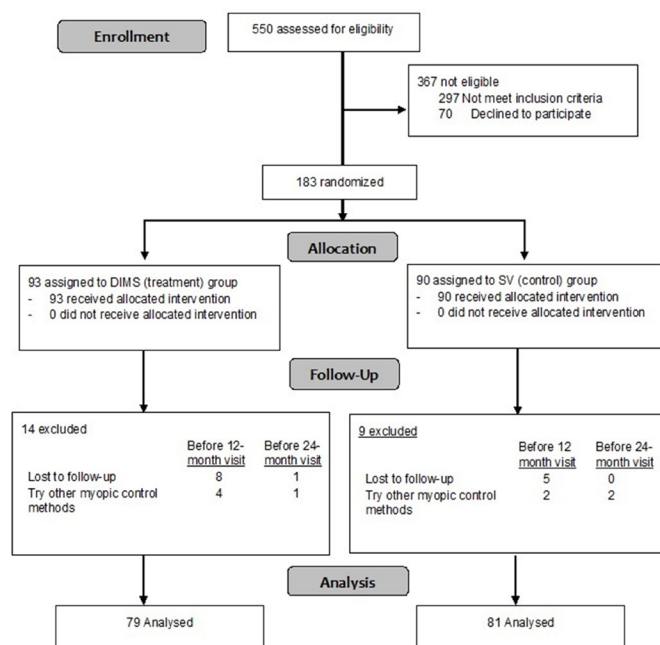 550 assessed for eligibility
Enrollment
367 not eligible
297 Not meet inclusion criteria
70 Declined to participate
183 randomized
Allocation
93 assigned to DIMS (treatment) group
- 93 received allocated intervention
- 0 did not receive allocated intervention
90 assigned to SV (control) group
- 90 received allocated intervention
- 0 did not receive allocated intervention
Follow-Up
14 excluded
Before 12- Before 24-
month visit month visit
Lost to follow-up 8 1
Try other myopic control 4 1
methods
9 excluded
Before 12 Before 24-
month visit month visit
Lost to follow-up 5 0
Try other myopic control 2 2
methods
Analysis
79 Analysed
81 Analysed